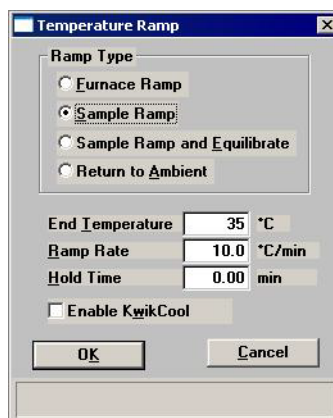 Temperature Ramp
Ramp Type
Furnace Ramp
Sample Ramp
Sample Ramp and Equilibrate
Return to Ambient
End Temperature 35 °C
Ramp Rate 10.0 °C/min
Hold Time 0.00 min
Enable KwikCool
OK Cancel